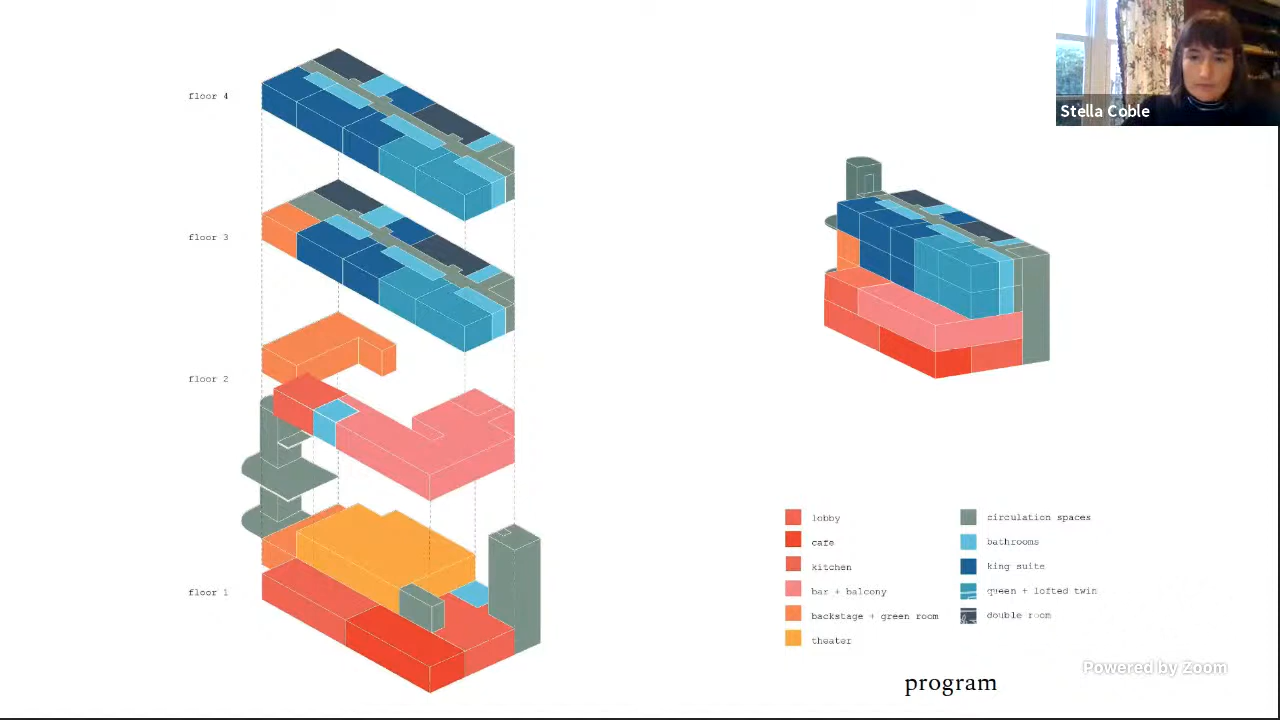 Stella Coble
floor 4
floor 3
floor 2
floor 1
lobby
cafe
kitchen
bar + balcony
backstage + green room
theater
circulation spaces
bathrooms
king suite
queen + lofted twin
double room
Powered by Zoom
program